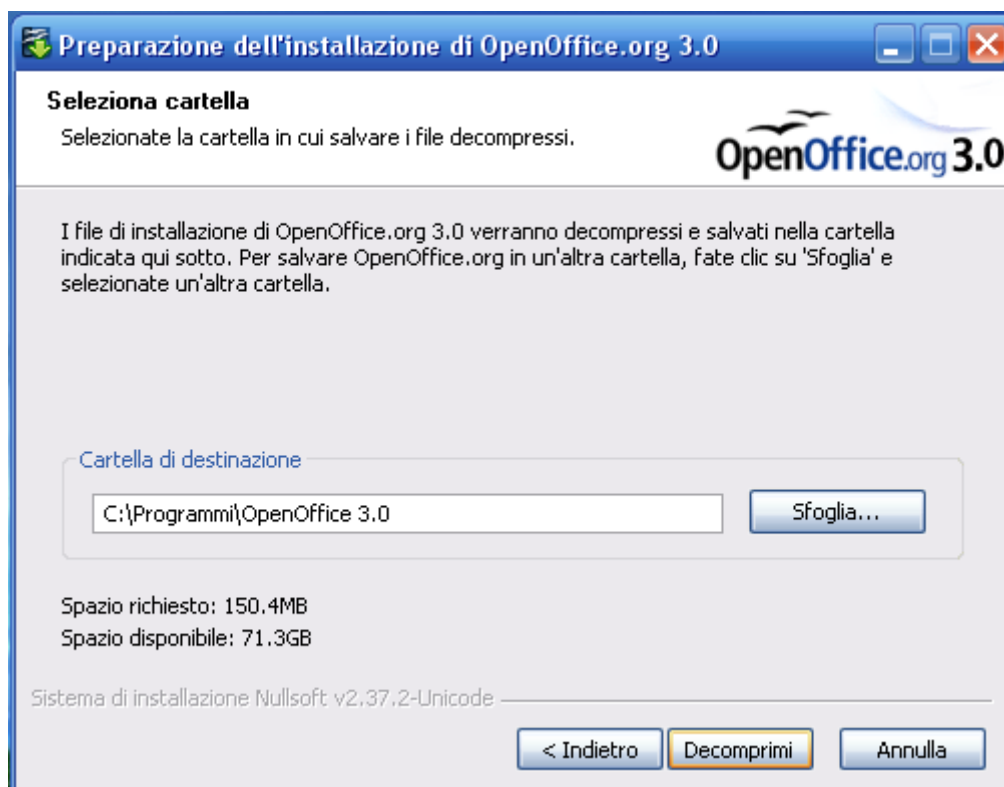 Preparazione dell'installazione di OpenOffice.org 3.0
Seleziona cartella
Selezionate la cartella in cui salvare i file decompressi.
OpenOffice.org 3.0
I file di installazione di OpenOffice.org 3.0 verranno decompressi e salvati nella cartella
indicata qui sotto. Per salvare OpenOffice.org in un'altra cartella, fate clic su 'Sfoglia' e
selezionate un'altra cartella.
Cartella di destinazione
C:\Programmi\OpenOffice 3.0
Sfoglia...
Spazio richiesto: 150.4MB
Spazio disponibile: 71.3GB
Sistema di installazione Nullsoft v2.37.2-Unicode
< Indietro
Decomprimi
Annulla